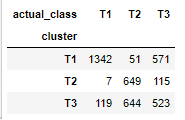 actual_class T1 T2 T3
cluster
T1 1342 51 571
T2 7 649 115
T3 119 644 523